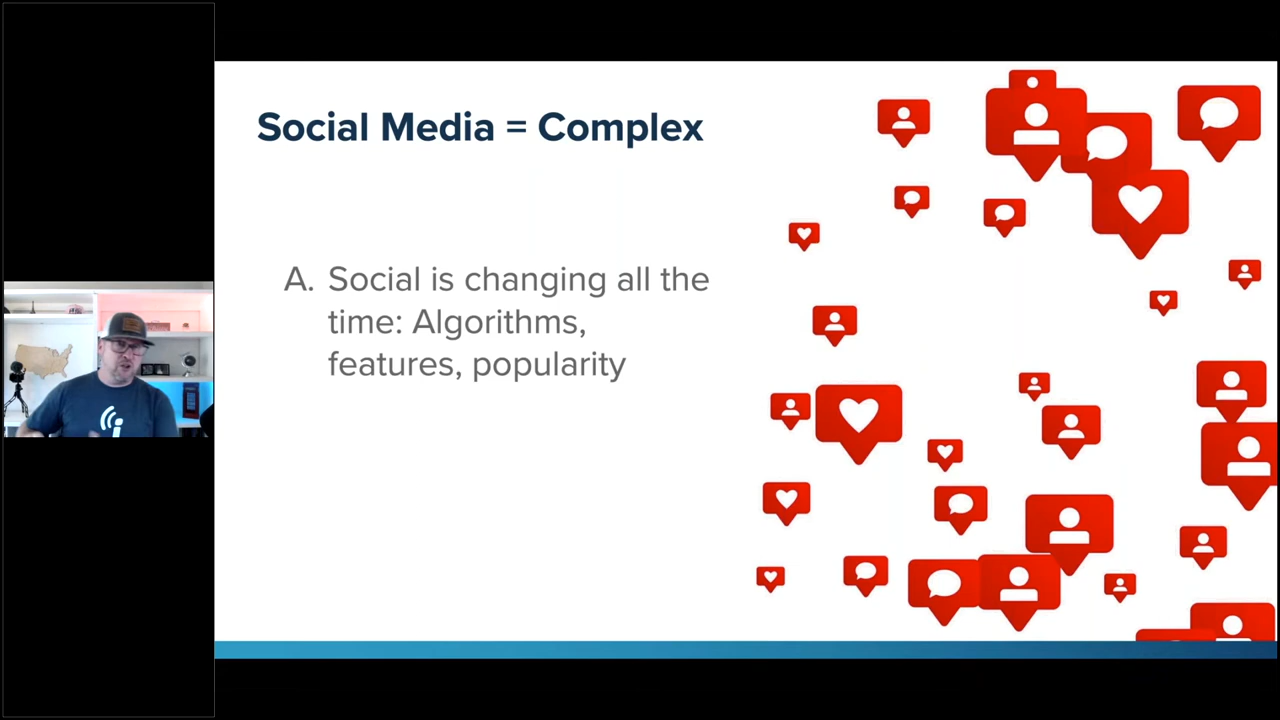 Social Media = Complex
A. Social is changing all the
time: Algorithms,
features, popularity